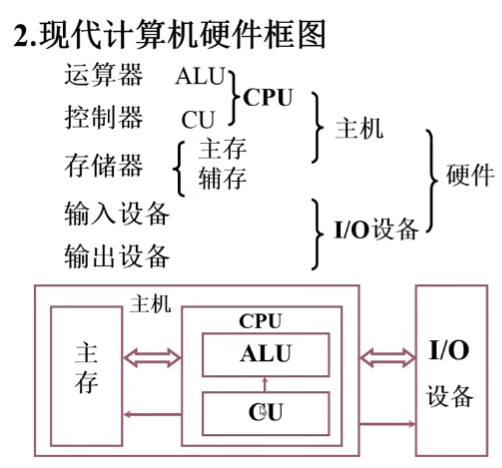 2.现代计算机硬件框图
运算器 ALU
CPU
控制器 CU
主机
存储器 主存
辅存
硬件
输入设备
I/O设备
输出设备
主机
CPU
主存
ALU
CU
I/O
设备